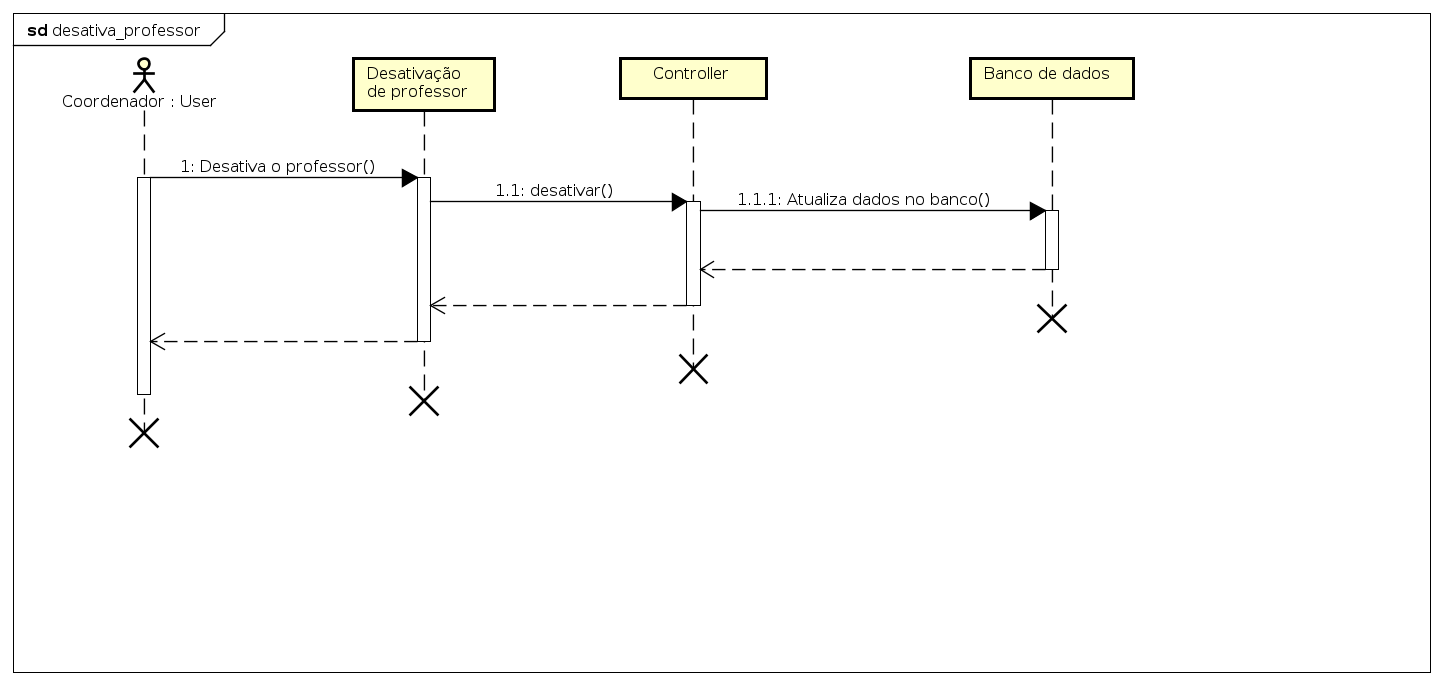 sd desativa_professor
Coordenador : User
Desativação
de professor
Controller
Banco de dados
1: Desativa o professor()
1.1: desativar()
1.1.1: Atualiza dados no banco()